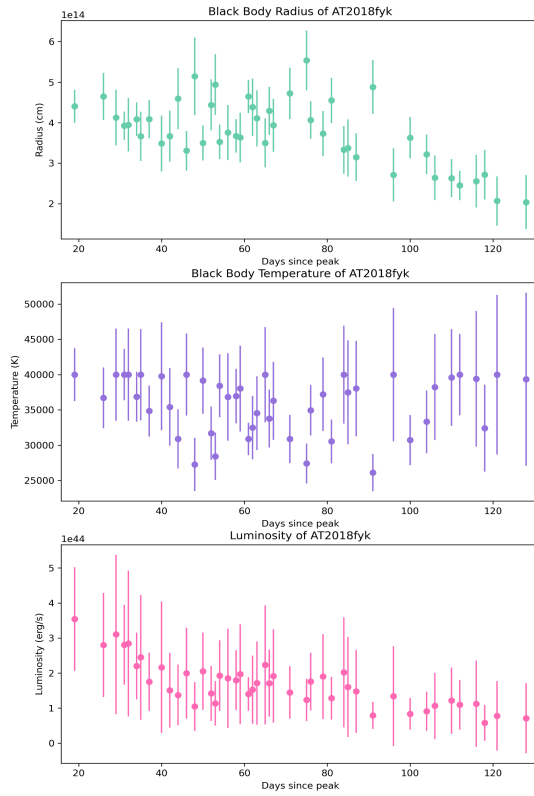 Black Body Radius of AT2018fyk
1e14
6
5
4
3
2
Radius (cm)
20 40 60 80 100 120
Days since peak
Black Body Temperature of AT2018fyk
50000
45000
40000
35000
30000
25000
Temperature (K)
20 40 60 80 100 120
Days since peak
Luminosity of AT2018fyk
1e44
5
4
3
2
1
0
Luminosity (erg/s)
20 40 60 80 100 120
Days since peak